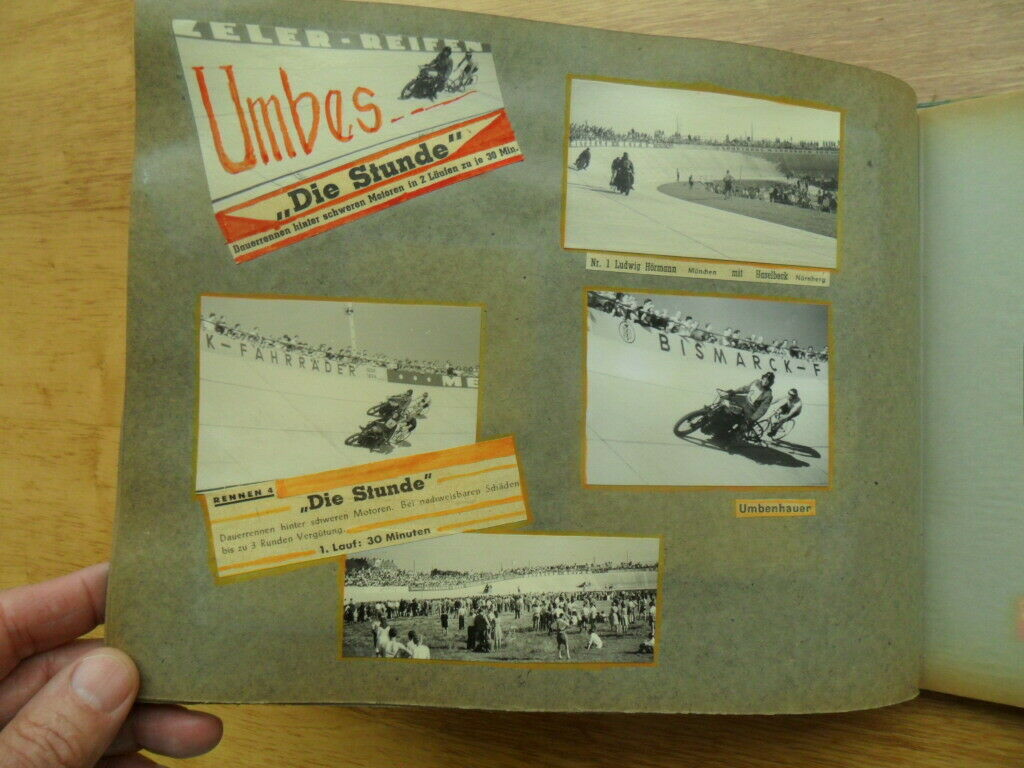 ZELER-REIFEN
Umbes...
„Die Stunde"
Dauerrennen hinter schweren Motoren in 2 Läufen zu je 30 Min.
Nr. 1 Ludwig Hörmann München mit Haselbeck Nürnberg
K-FAHRRÄDER
ME
BISMARCK-F
RENNEN 4
„Die Stunde"
Dauerrennen hinter schweren Motoren. Bei nachweisbaren Schäden
bis zu 3 Runden Vergütung.
1. Lauf: 30 Minuten
Umbenhauer